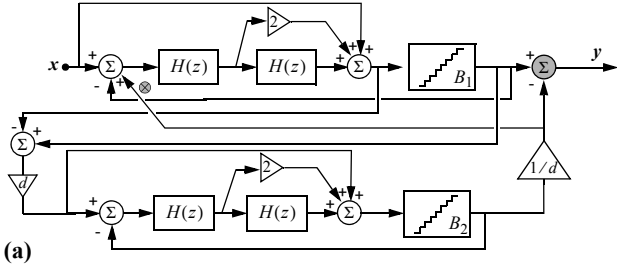 2
x + Σ H(z) H(z) + + + Σ B₁ + Σ y
- + ⊗ -
- + Σ
d 2 1/d
+ Σ H(z) H(z) + + + Σ B₂
-
(a)